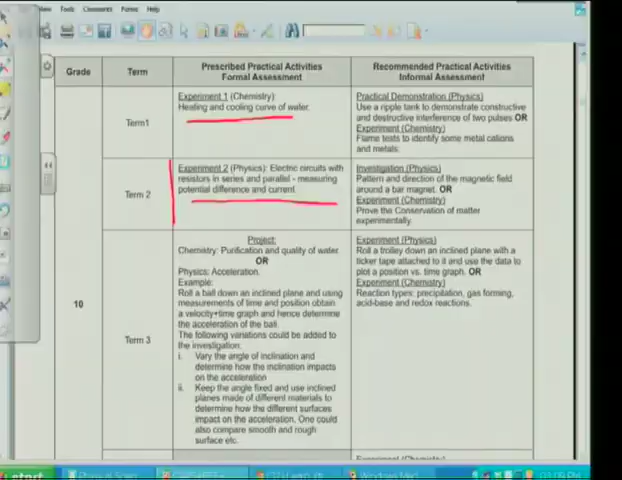 View Tools Comments Forms Help
Grade
Term
Prescribed Practical Activities
Formal Assessment
Recommended Practical Activities
Informal Assessment
10
Term1
Experiment 1 (Chemistry):
Heating and cooling curve of water.
Practical Demonstration (Physics)
Use a ripple tank to demonstrate constructive
and destructive interference of two pulses OR
Experiment (Chemistry)
Flame tests to identify some metal cations
and metals.
Term 2
Experiment 2 (Physics): Electric circuits with
resistors in series and parallel - measuring
potential difference and current.
Investigation (Physics)
Pattern and direction of the magnetic field
around a bar magnet. OR
Experiment (Chemistry)
Prove the Conservation of matter
experimentally.
Term 3
Project:
Chemistry: Purification and quality of water
OR
Physics: Acceleration.
Example:
Roll a ball down an inclined plane and using
measurements of time and position obtain
a velocity+time graph and hence determine
the acceleration of the ball.
The following variations could be added to
the investigation:
i. Vary the angle of inclination and
determine how the inclination impacts
on the acceleration
ii. Keep the angle fixed and use inclined
planes made of different materials to
determine how the different surfaces
impact on the acceleration. One could
also compare smooth and rough
surface etc.
Experiment (Physics)
Roll a trolley down an inclined plane with a
ticker tape attached to it and use the data to
plot a position vs. time graph. OR
Experiment (Chemistry)
Reaction types: precipitation, gas forming,
acid-base and redox reactions.
start
Windows Med